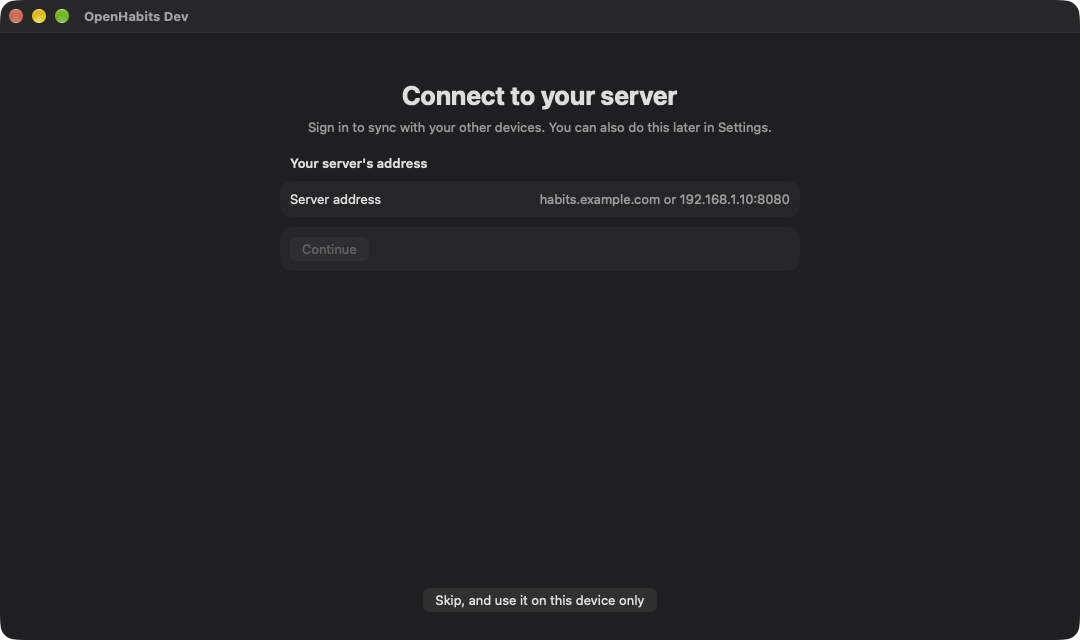 OpenHabits Dev
Connect to your server
Sign in to sync with your other devices. You can also do this later in Settings.
Your server's address
Server address habits.example.com or 192.168.1.10:8080
Continue
Skip, and use it on this device only